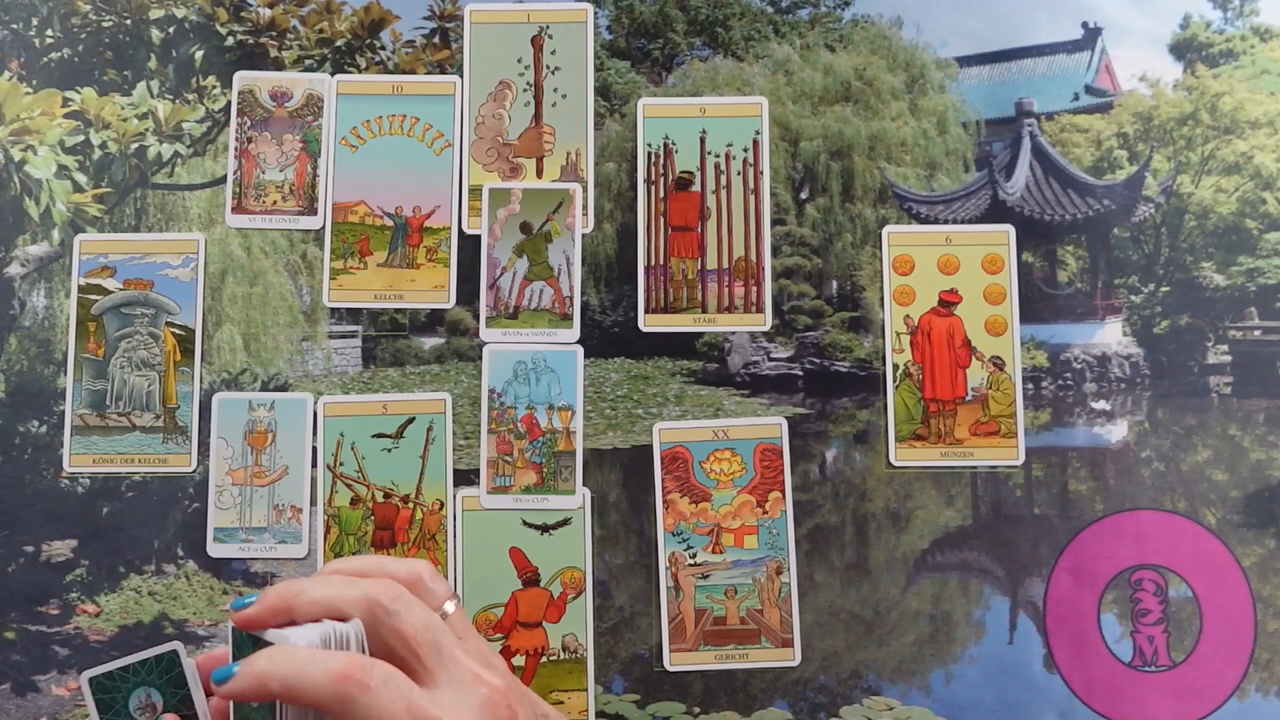 1
VI · THE LOVERS
10
KELCHE
SEVEN OF WANDS
9
STÄBE
6
MÜNZEN
KÖNIG DER KELCHE
ACE OF CUPS
5
SIX OF CUPS
XX
GERICHT